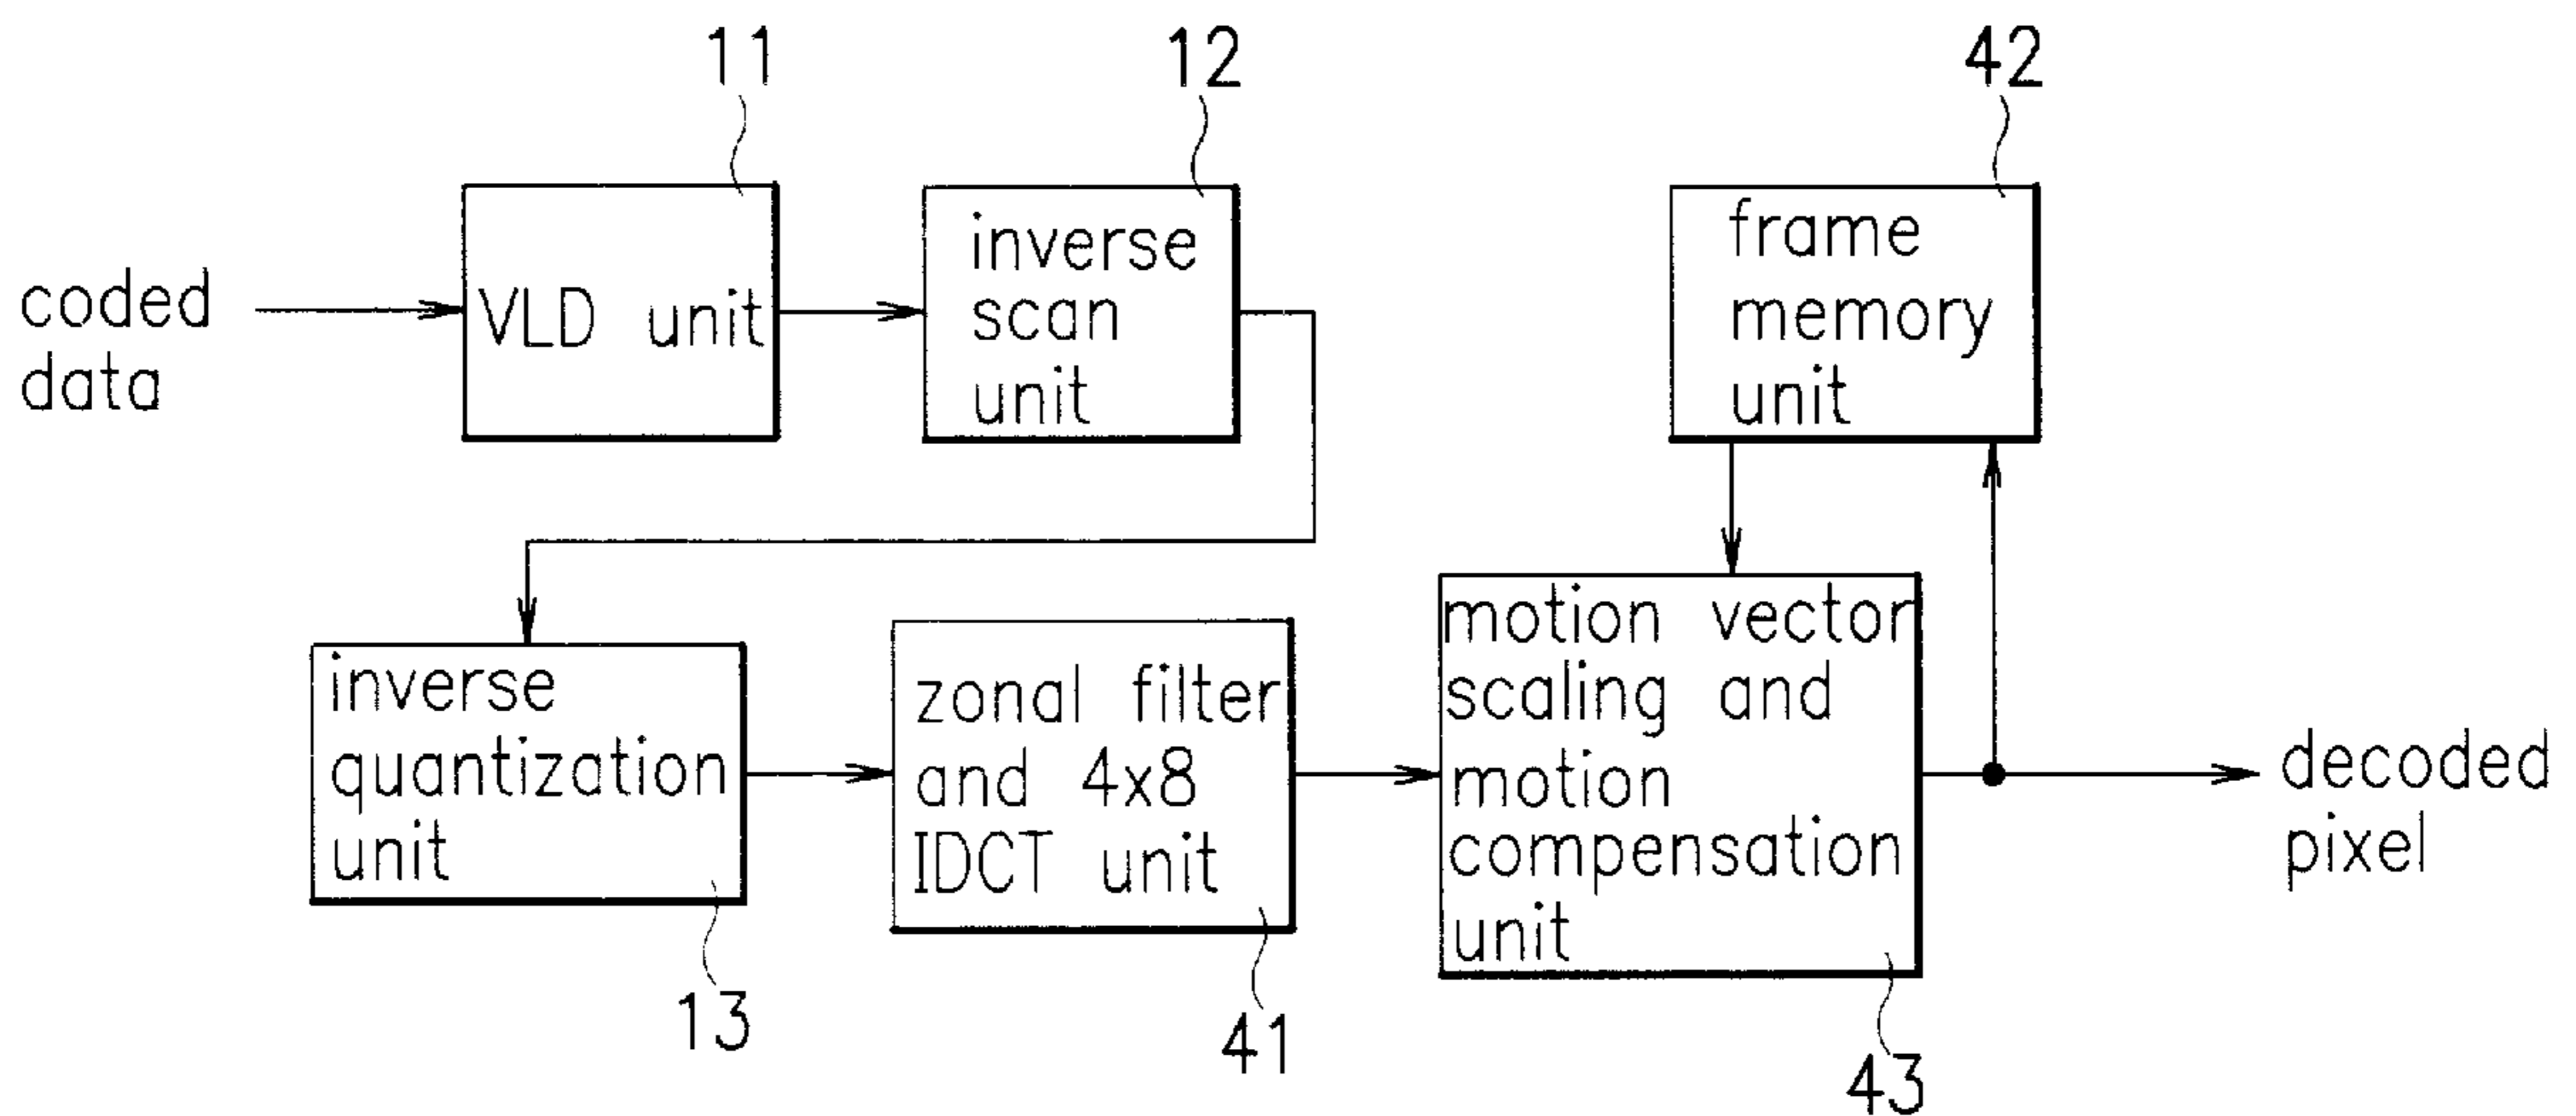 11
12
42
coded
data
VLD unit
inverse
scan
unit
frame
memory
unit
inverse
quantization
unit
zonal filter
and 4x8
IDCT unit
motion vector
scaling and
motion
compensation
unit
decoded
pixel
13
41
43